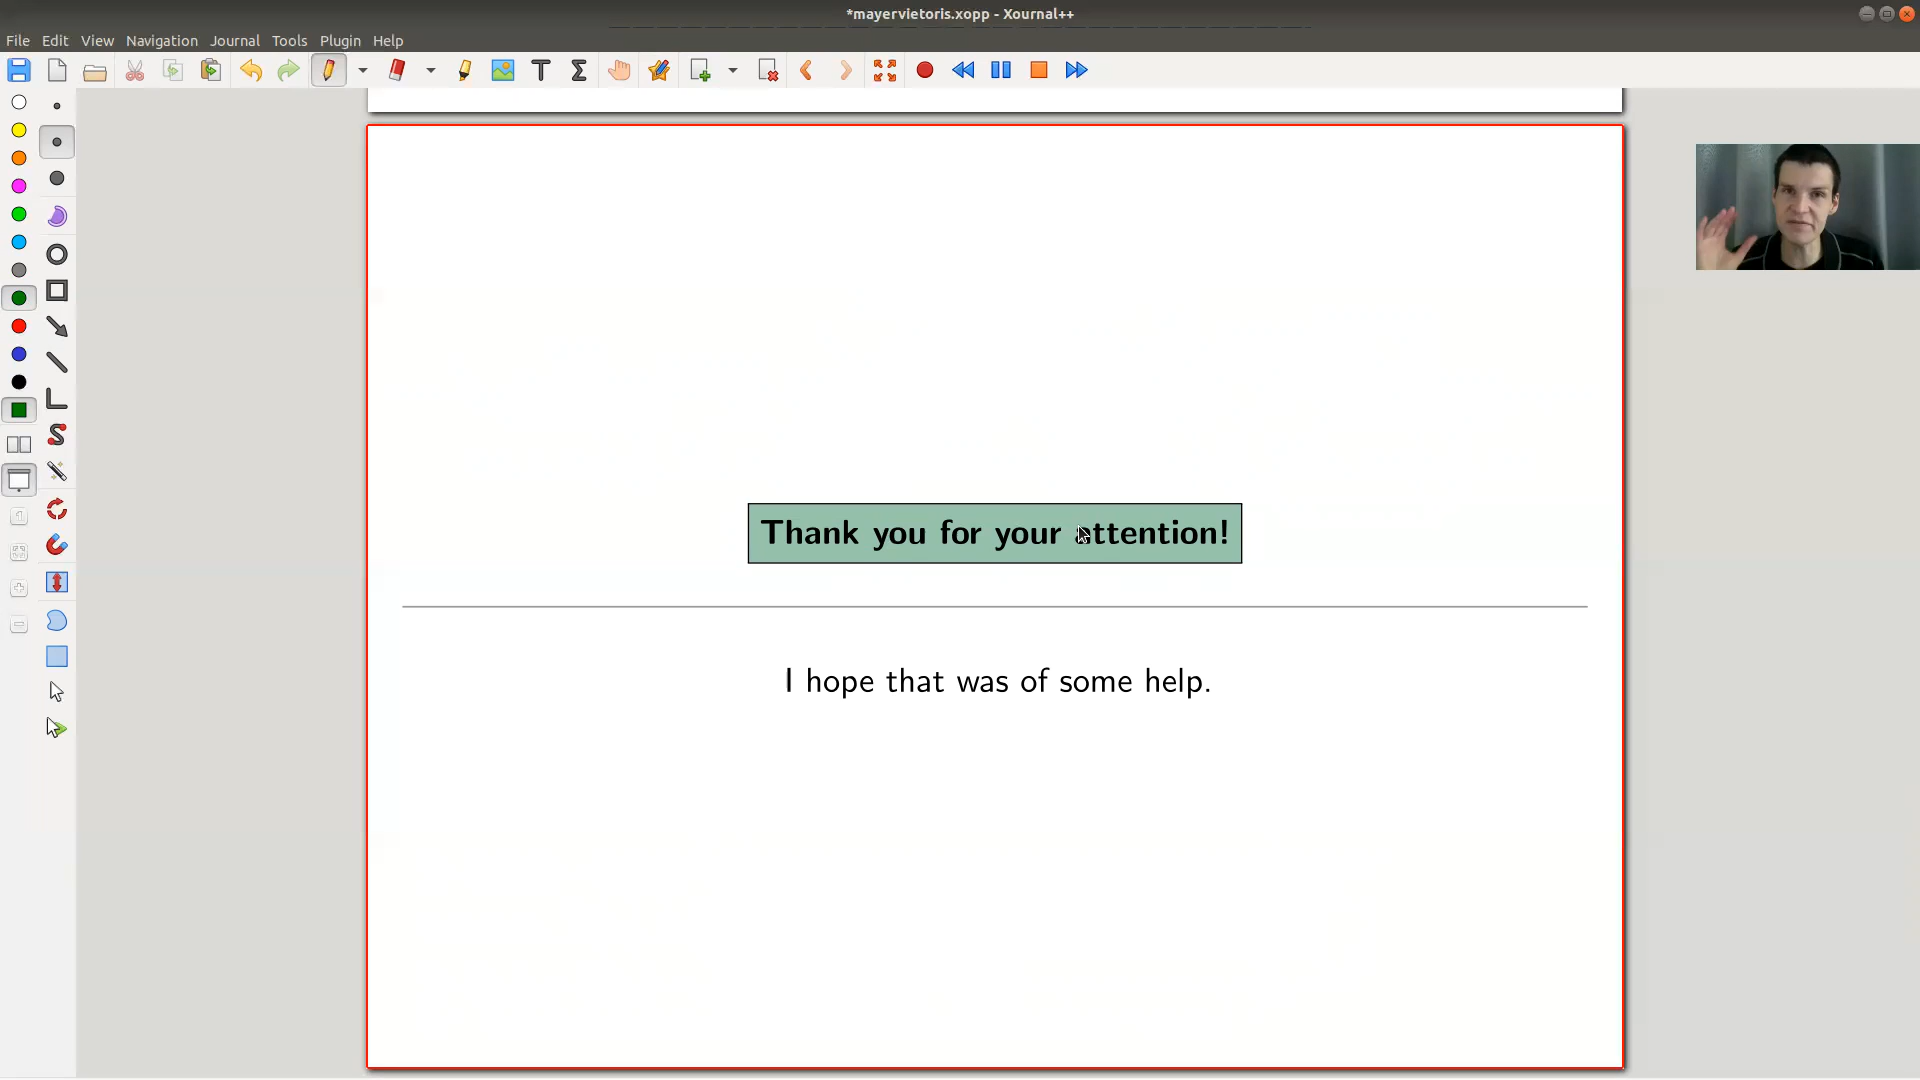 *mayervietoris.xopp - Xournal++
File Edit View Navigation Journal Tools Plugin Help
Thank you for your attention!
I hope that was of some help.